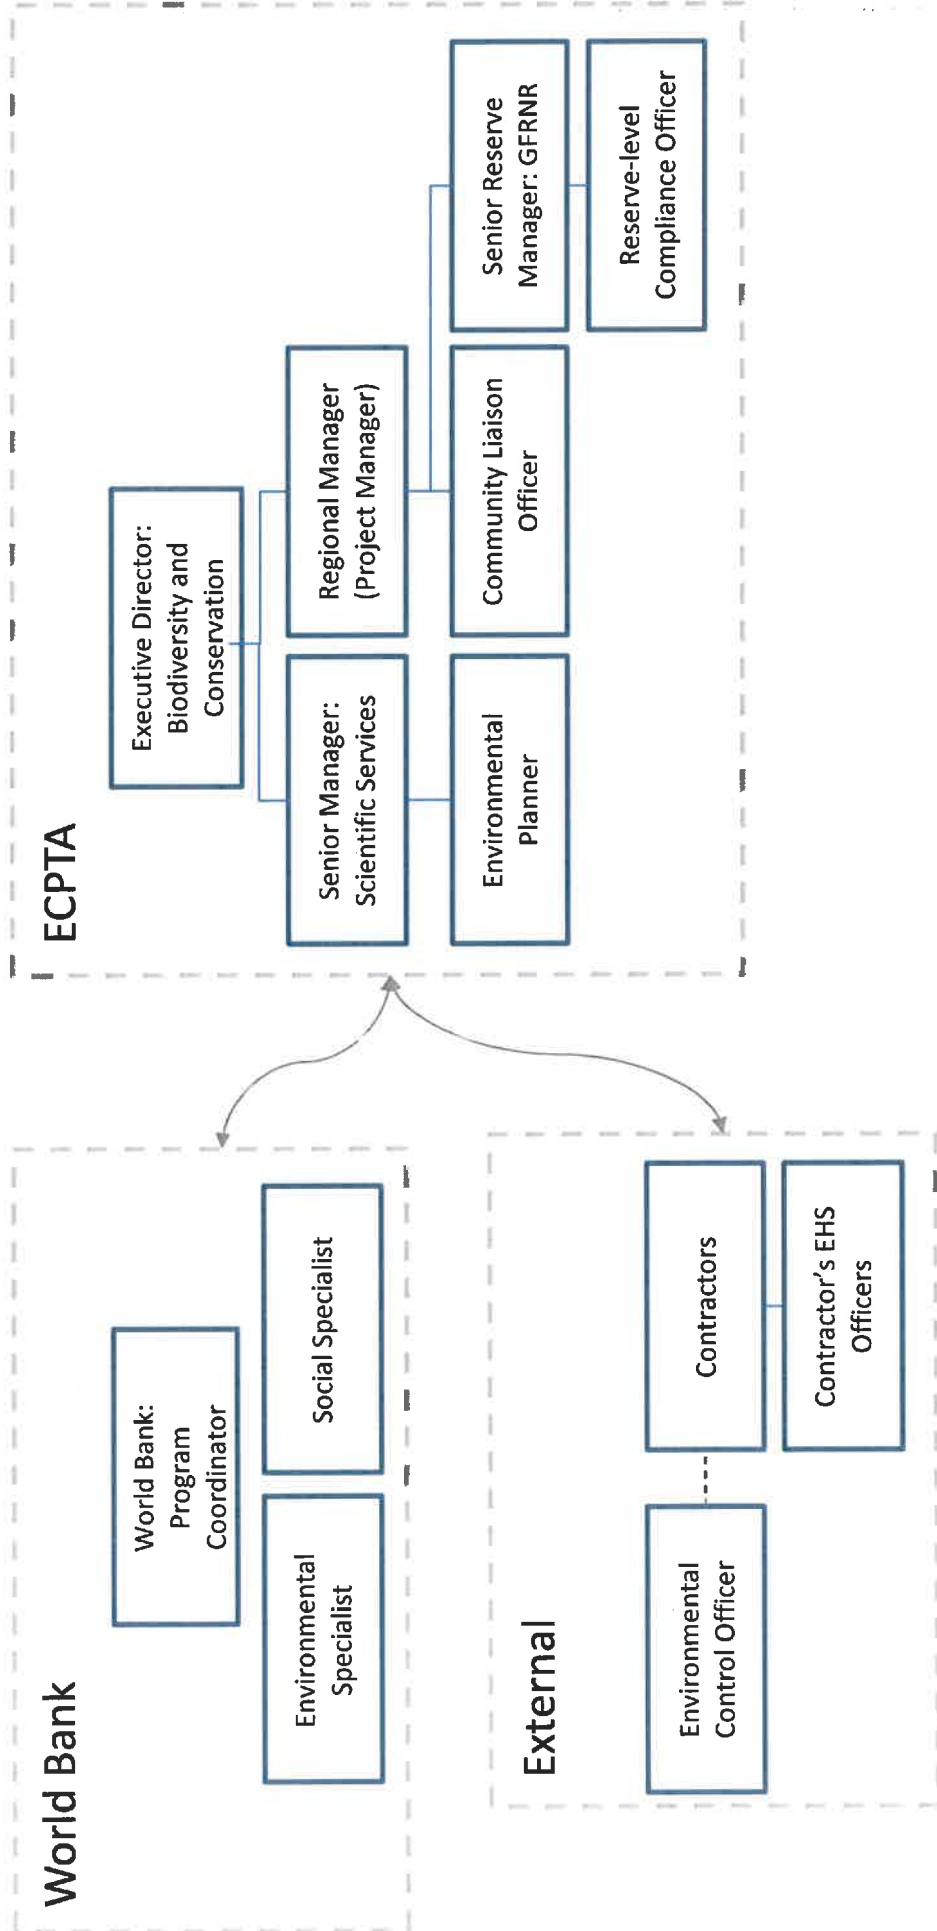 World Bank
World Bank:
Program
Coordinator
Environmental
Specialist
Social Specialist
ECPTA
Executive Director:
Biodiversity and
Conservation
Senior Manager:
Scientific Services
Regional Manager
(Project Manager)
Environmental
Planner
Community Liaison
Officer
Senior Reserve
Manager: GFRNR
Reserve-level
Compliance Officer
External
Environmental
Control Officer
Contractors
Contractor's EHS
Officers